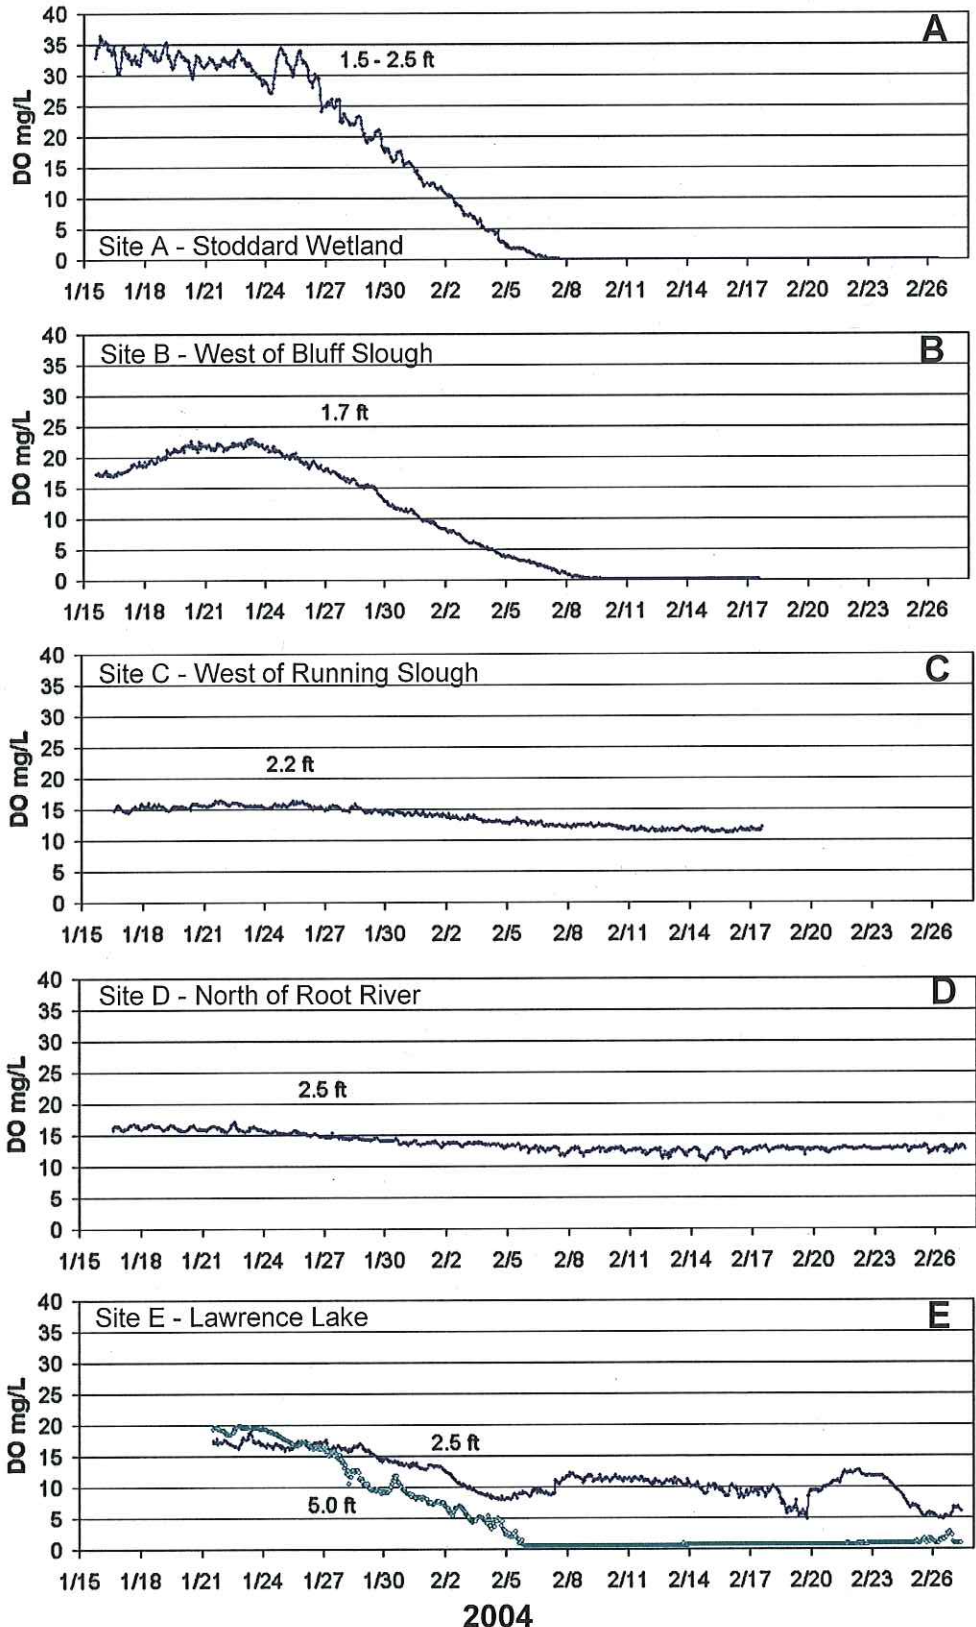 A
40
35
30
25
20
15
10
5
0
DO mg/L
1.5 - 2.5 ft
Site A - Stoddard Wetland
1/15 1/18 1/21 1/24 1/27 1/30 2/2 2/5 2/8 2/11 2/14 2/17 2/20 2/23 2/26
B
40
35
30
25
20
15
10
5
0
DO mg/L
Site B - West of Bluff Slough
1.7 ft
1/15 1/18 1/21 1/24 1/27 1/30 2/2 2/5 2/8 2/11 2/14 2/17 2/20 2/23 2/26
C
40
35
30
25
20
15
10
5
0
DO mg/L
Site C - West of Running Slough
2.2 ft
1/15 1/18 1/21 1/24 1/27 1/30 2/2 2/5 2/8 2/11 2/14 2/17 2/20 2/23 2/26
D
40
35
30
25
20
15
10
5
0
DO mg/L
Site D - North of Root River
2.5 ft
1/15 1/18 1/21 1/24 1/27 1/30 2/2 2/5 2/8 2/11 2/14 2/17 2/20 2/23 2/26
E
40
35
30
25
20
15
10
5
0
DO mg/L
Site E - Lawrence Lake
2.5 ft
5.0 ft
1/15 1/18 1/21 1/24 1/27 1/30 2/2 2/5 2/8 2/11 2/14 2/17 2/20 2/23 2/26
2004